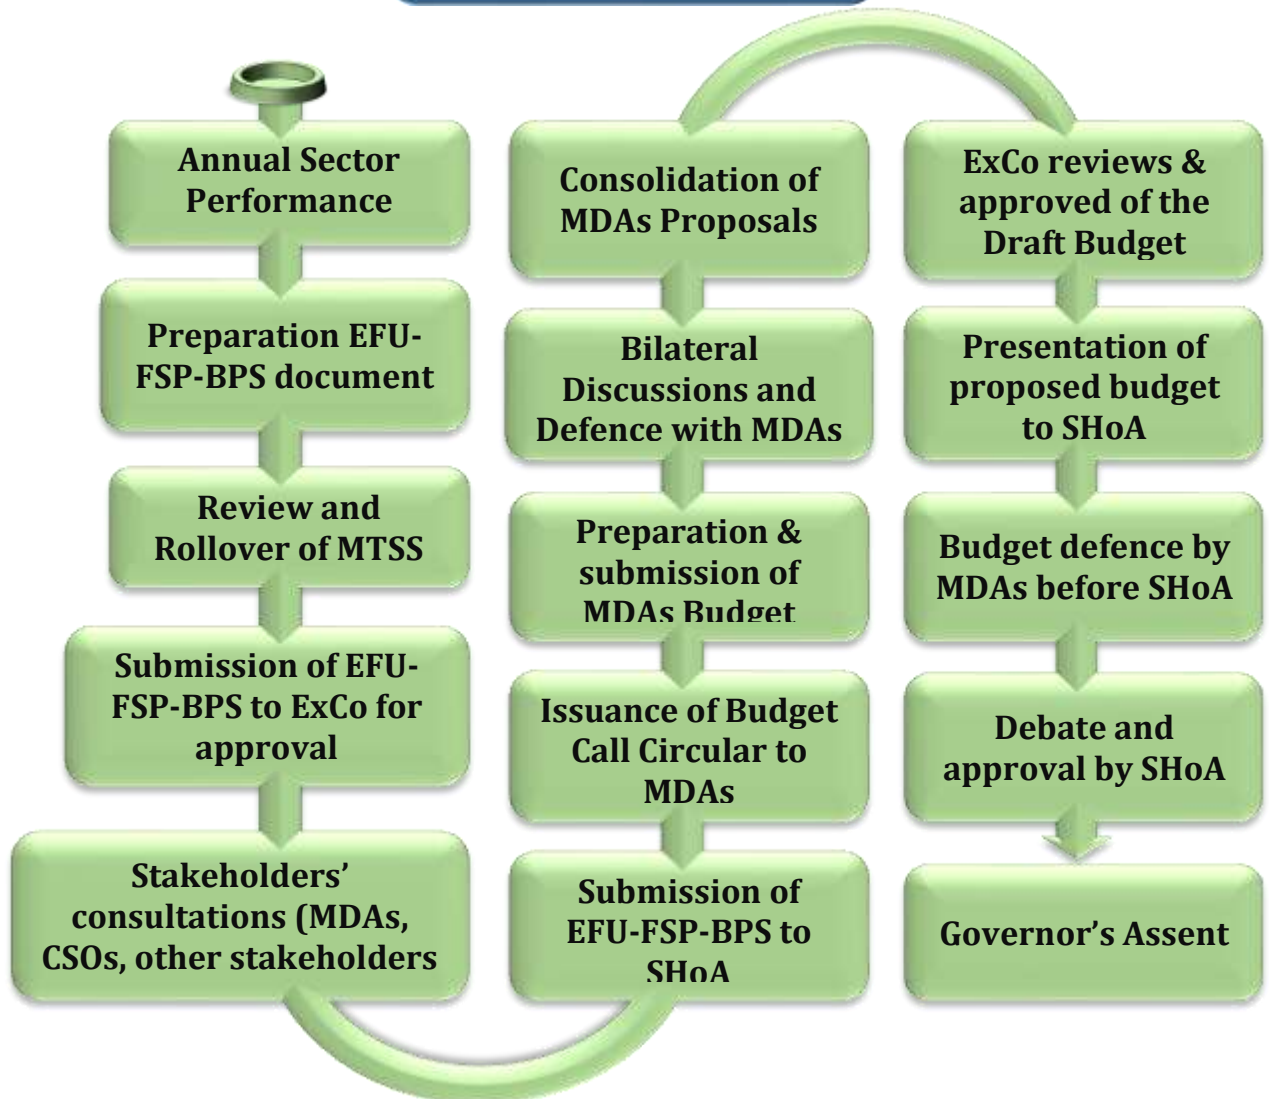 Annual Sector
Performance
Preparation EFU-
FSP-BPS document
Review and
Rollover of MTSS
Submission of EFU-
FSP-BPS to ExCo for
approval
Stakeholders’
consultations (MDAs,
CSOs, other stakeholders
Consolidation of
MDAs Proposals
Bilateral
Discussions and
Defence with MDAs
Preparation &
submission of
MDAs Budget
Issuance of Budget
Call Circular to
MDAs
Submission of
EFU-FSP-BPS to
SHoA
ExCo reviews &
approved of the
Draft Budget
Presentation of
proposed budget
to SHoA
Budget defence by
MDAs before SHoA
Debate and
approval by SHoA
Governor’s Assent